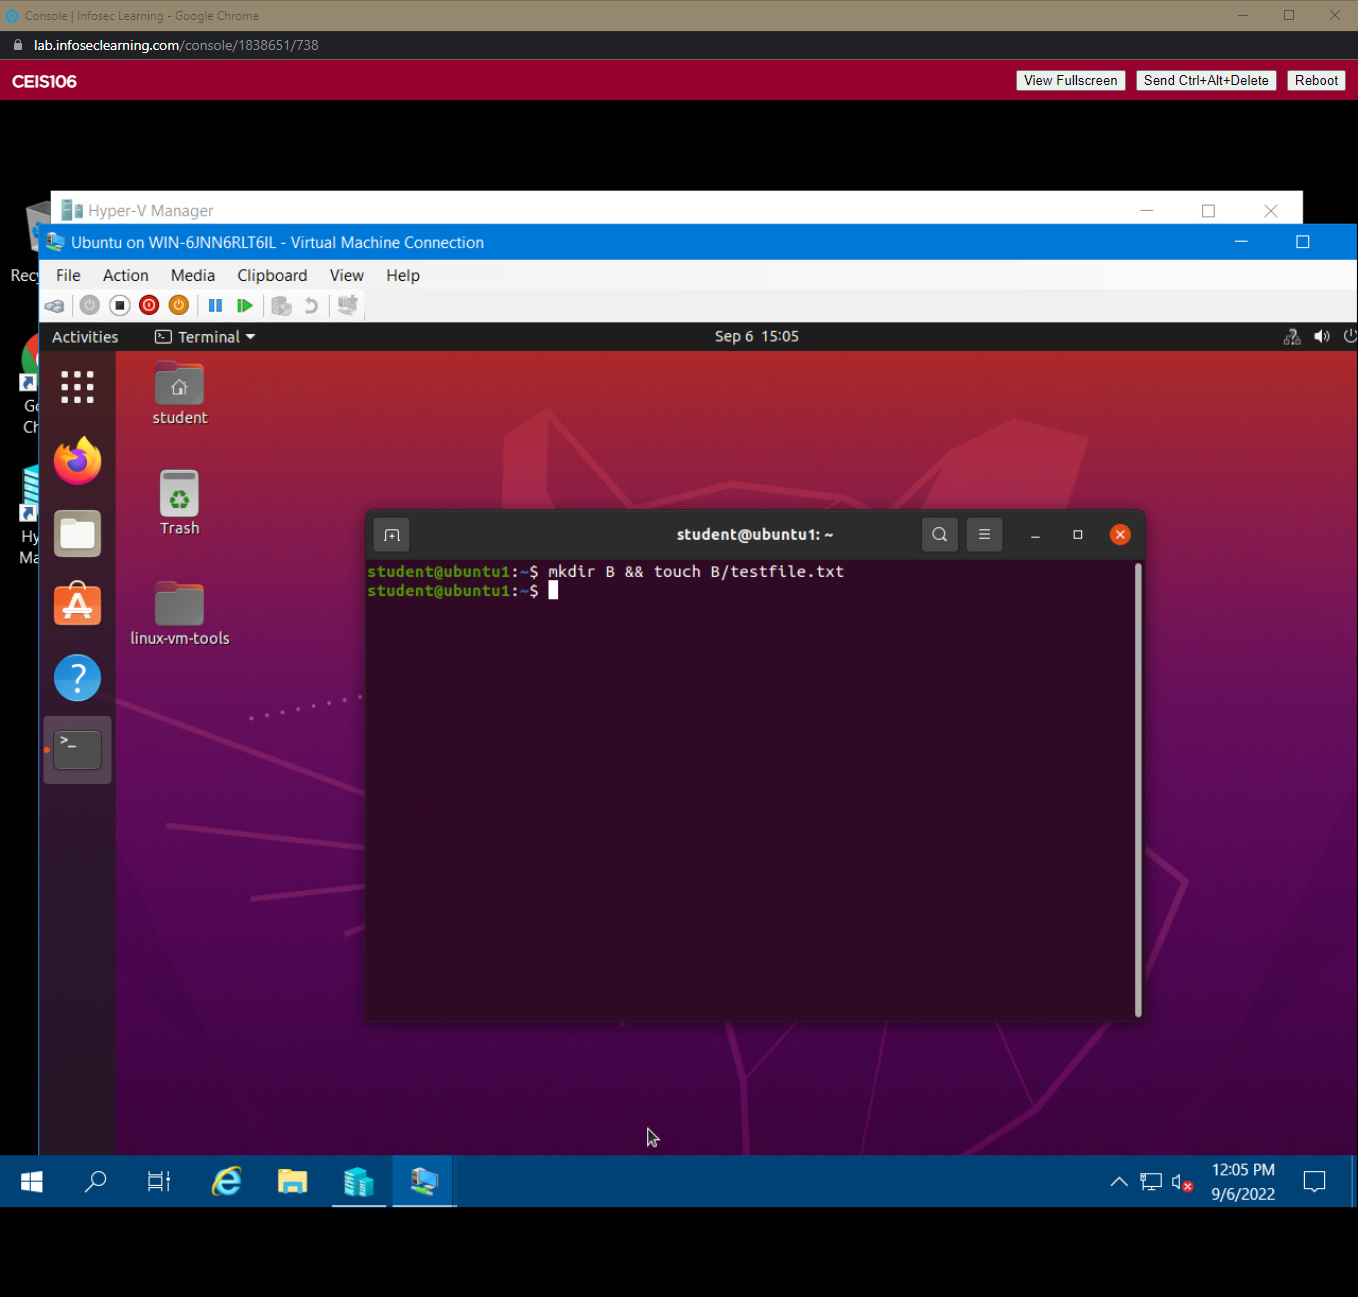 Console | Infosec Learning - Google Chrome
lab.infoseclearning.com/console/1838651/738
CEIS106
View Fullscreen
Send Ctrl+Alt+Delete
Reboot
Hyper-V Manager
Ubuntu on WIN-6JNN6RLT6IL - Virtual Machine Connection
Recy
File Action Media Clipboard View Help
Activities
Terminal
Sep 6 15:05
student
Go
Ch
Trash
Hy
Ma
student@ubuntu1: ~
student@ubuntu1:~$ mkdir B && touch B/testfile.txt
student@ubuntu1:~$
linux-vm-tools
12:05 PM
9/6/2022